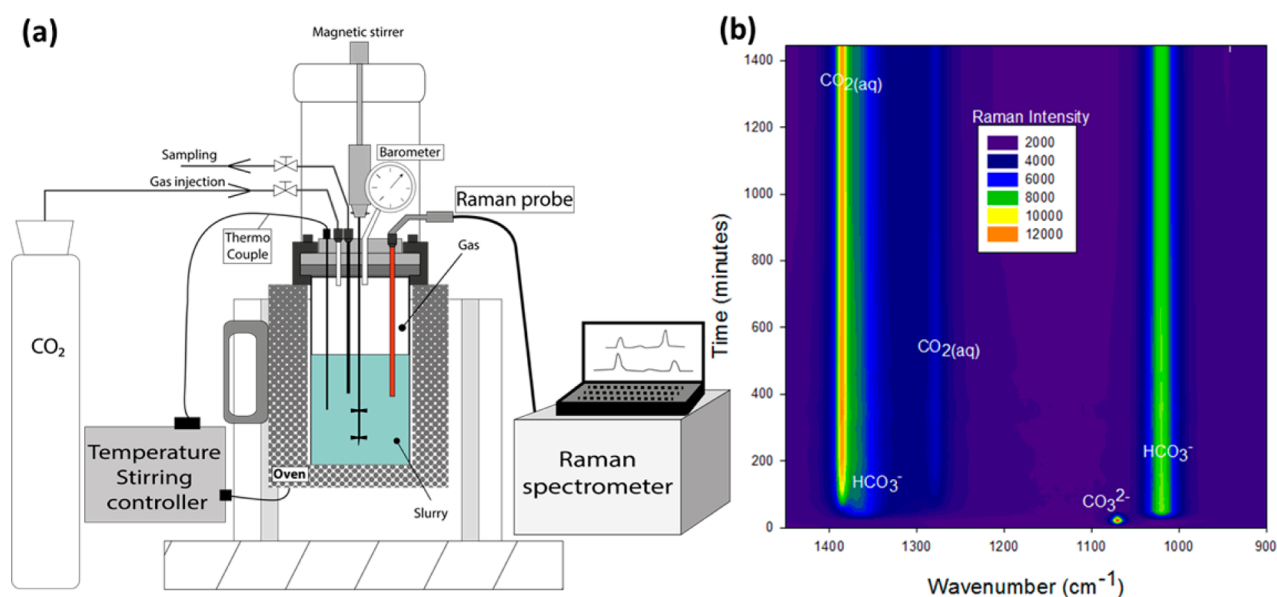 (a)
Magnetic stirrer
Sampling
Barometer
Gas injection
Raman probe
Thermo
Couple
Gas
CO₂
Temperature
Stirring
controller
Oven
Slurry
Raman
spectrometer
(b)
1400
1200
1000
800
600
400
200
0
Time (minutes)
CO2(aq)
Raman Intensity
2000
4000
6000
8000
10000
12000
CO2(aq)
HCO3-
HCO3-
CO3 2-
1400 1300 1200 1100 1000 900
Wavenumber (cm-1)